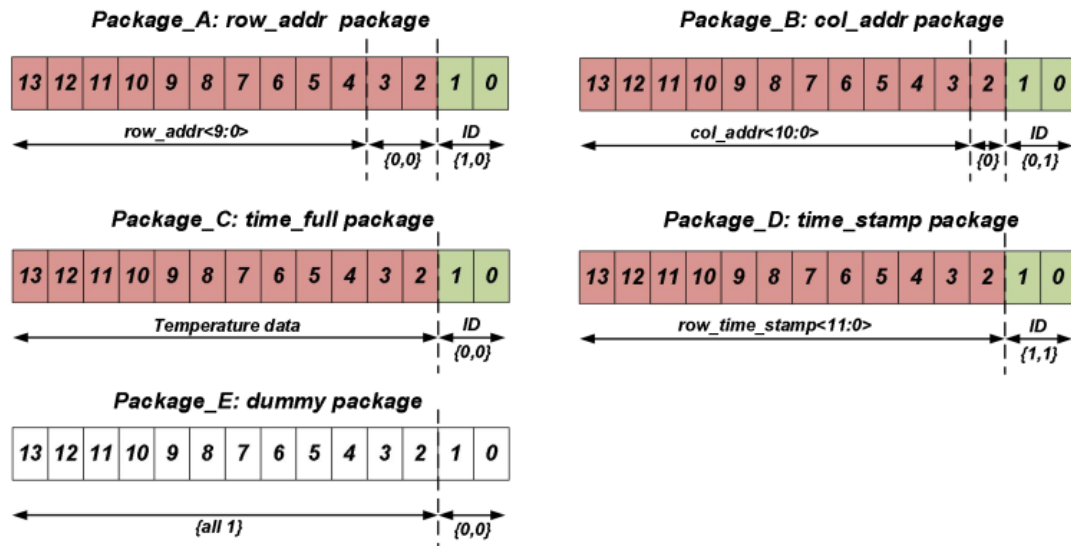 Package_A: row_addr package
13 12 11 10 9 8 7 6 5 4 3 2 1 0
row_addr<9:0> ID
{0,0} {1,0}
Package_B: col_addr package
13 12 11 10 9 8 7 6 5 4 3 2 1 0
col_addr<10:0> ID
{0} {0,1}
Package_C: time_full package
13 12 11 10 9 8 7 6 5 4 3 2 1 0
Temperature data ID
{0,0}
Package_D: time_stamp package
13 12 11 10 9 8 7 6 5 4 3 2 1 0
row_time_stamp<11:0> ID
{1,1}
Package_E: dummy package
13 12 11 10 9 8 7 6 5 4 3 2 1 0
{all 1} {0,0}